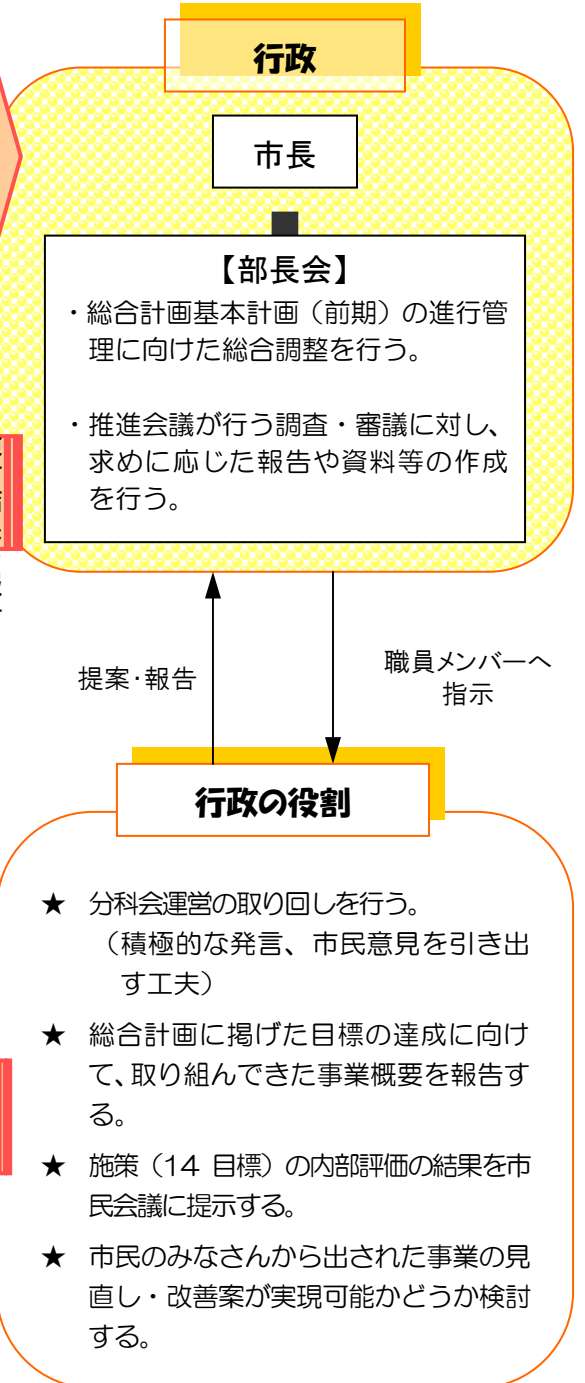 行政
市長
【部長会】
・総合計画基本計画（前期）の進行管
理に向けた総合調整を行う。
・推進会議が行う調査・審議に対し、
求めに応じた報告や資料等の作成
を行う。
提案･報告
職員メンバーへ
指示
行政の役割
★ 分科会運営の取り回しを行う。
（積極的な発言、市民意見を引き出
す工夫）
★ 総合計画に掲げた目標の達成に向け
て、取り組んできた事業概要を報告す
る。
★ 施策（14 目標）の内部評価の結果を市
民会議に提示する。
★ 市民のみなさんから出された事業の見
直し・改善案が実現可能かどうか検討
する。